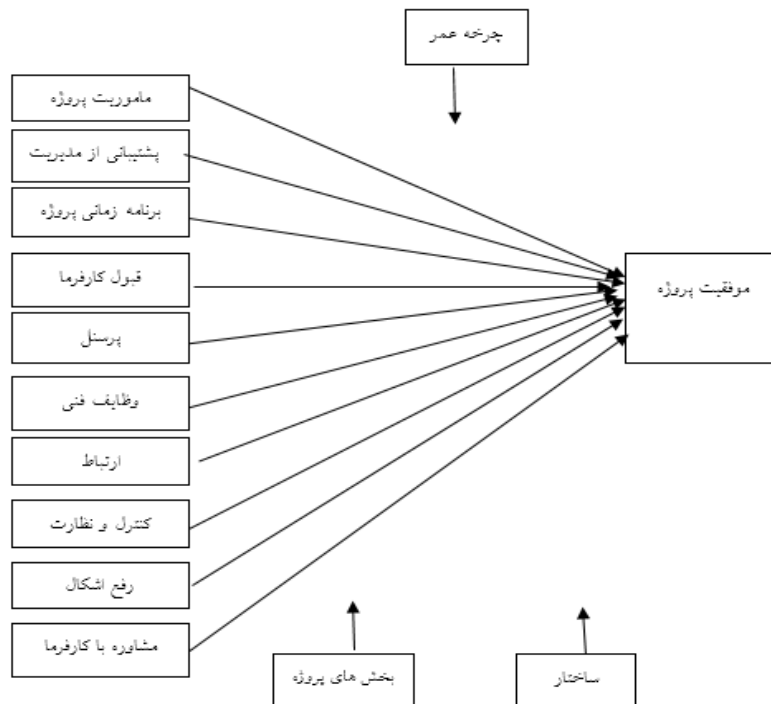 چرخه عمر
ماموریت پروژه
پشتیبانی از مدیریت
برنامه زمانی پروژه
قبول کارفرما
موفقیت پروژه
پرسنل
وظایف فنی
ارتباط
کنترل و نظارت
رفع اشکال
مشاوره با کارفرما
بخش های پروژه
ساختار